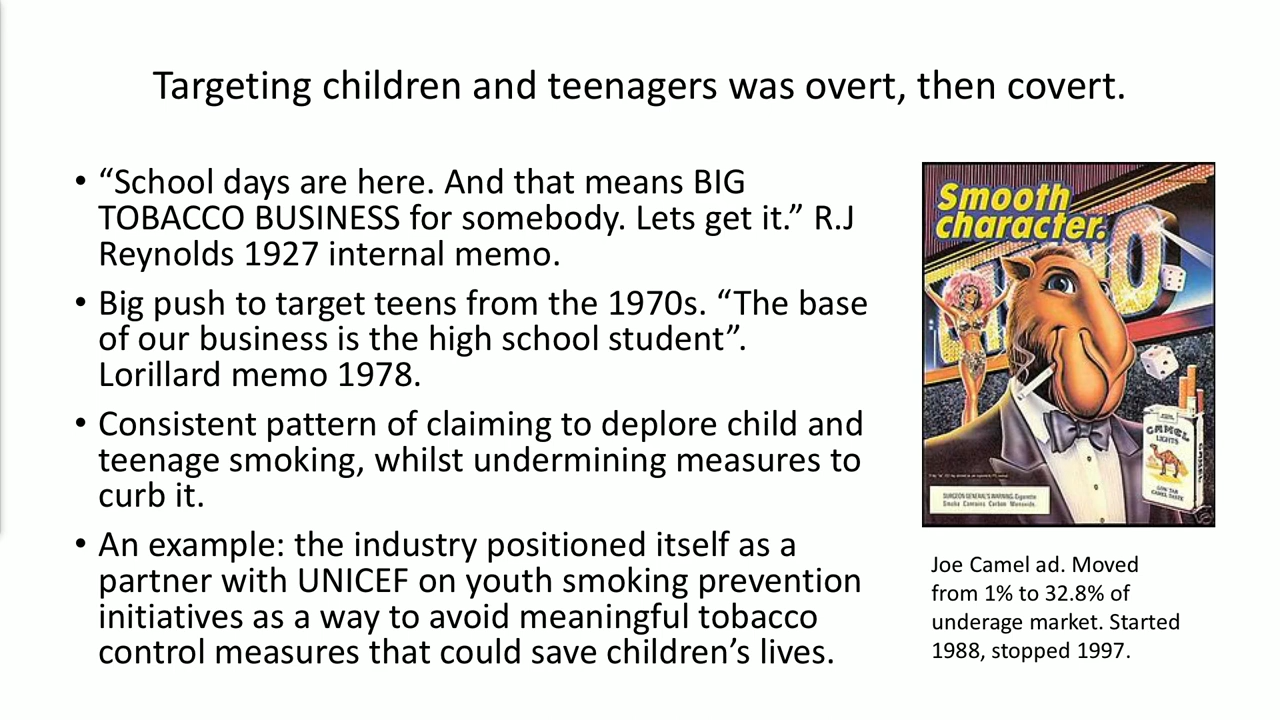 Targeting children and teenagers was overt, then covert.
• “School days are here. And that means BIG
TOBACCO BUSINESS for somebody. Lets get it.” R.J
Reynolds 1927 internal memo.
• Big push to target teens from the 1970s. “The base
of our business is the high school student”.
Lorillard memo 1978.
• Consistent pattern of claiming to deplore child and
teenage smoking, whilst undermining measures to
curb it.
• An example: the industry positioned itself as a
partner with UNICEF on youth smoking prevention
initiatives as a way to avoid meaningful tobacco
control measures that could save children’s lives.
Smooth
character.
CAMEL
LIGHTS
LOW TAR
CAMEL TASTE
SURGEON GENERAL'S WARNING: Cigarette
Smoke Contains Carbon Monoxide.
Joe Camel ad. Moved
from 1% to 32.8% of
underage market. Started
1988, stopped 1997.